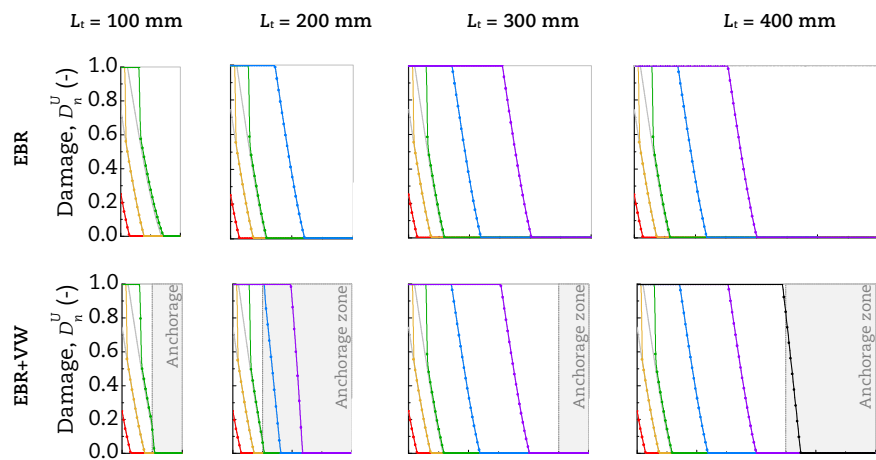 Lₜ = 100 mm
Lₜ = 200 mm
Lₜ = 300 mm
Lₜ = 400 mm
EBR
Damage, Dₙᵁ (-)
1.0
0.8
0.6
0.4
0.2
0.0
EBR+VW
Damage, Dₙᵁ (-)
1.0
0.8
0.6
0.4
0.2
0.0
Anchorage
Anchorage zone
Anchorage zone
Anchorage zone